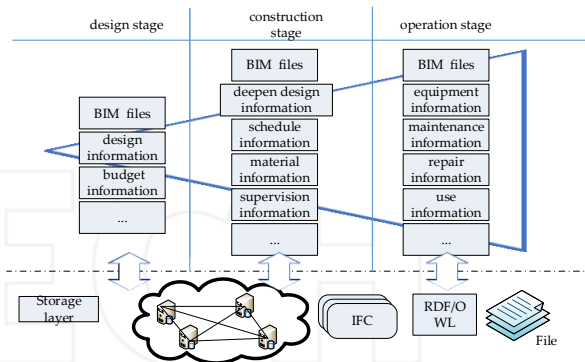 design stage
construction
stage
operation stage
BIM files
design
information
budget
information
...
BIM files
deepen design
information
schedule
information
material
information
supervision
information
...
BIM files
equipment
information
maintenance
information
repair
information
use
information
...
Storage
layer
IFC
RDF/O
WL
File